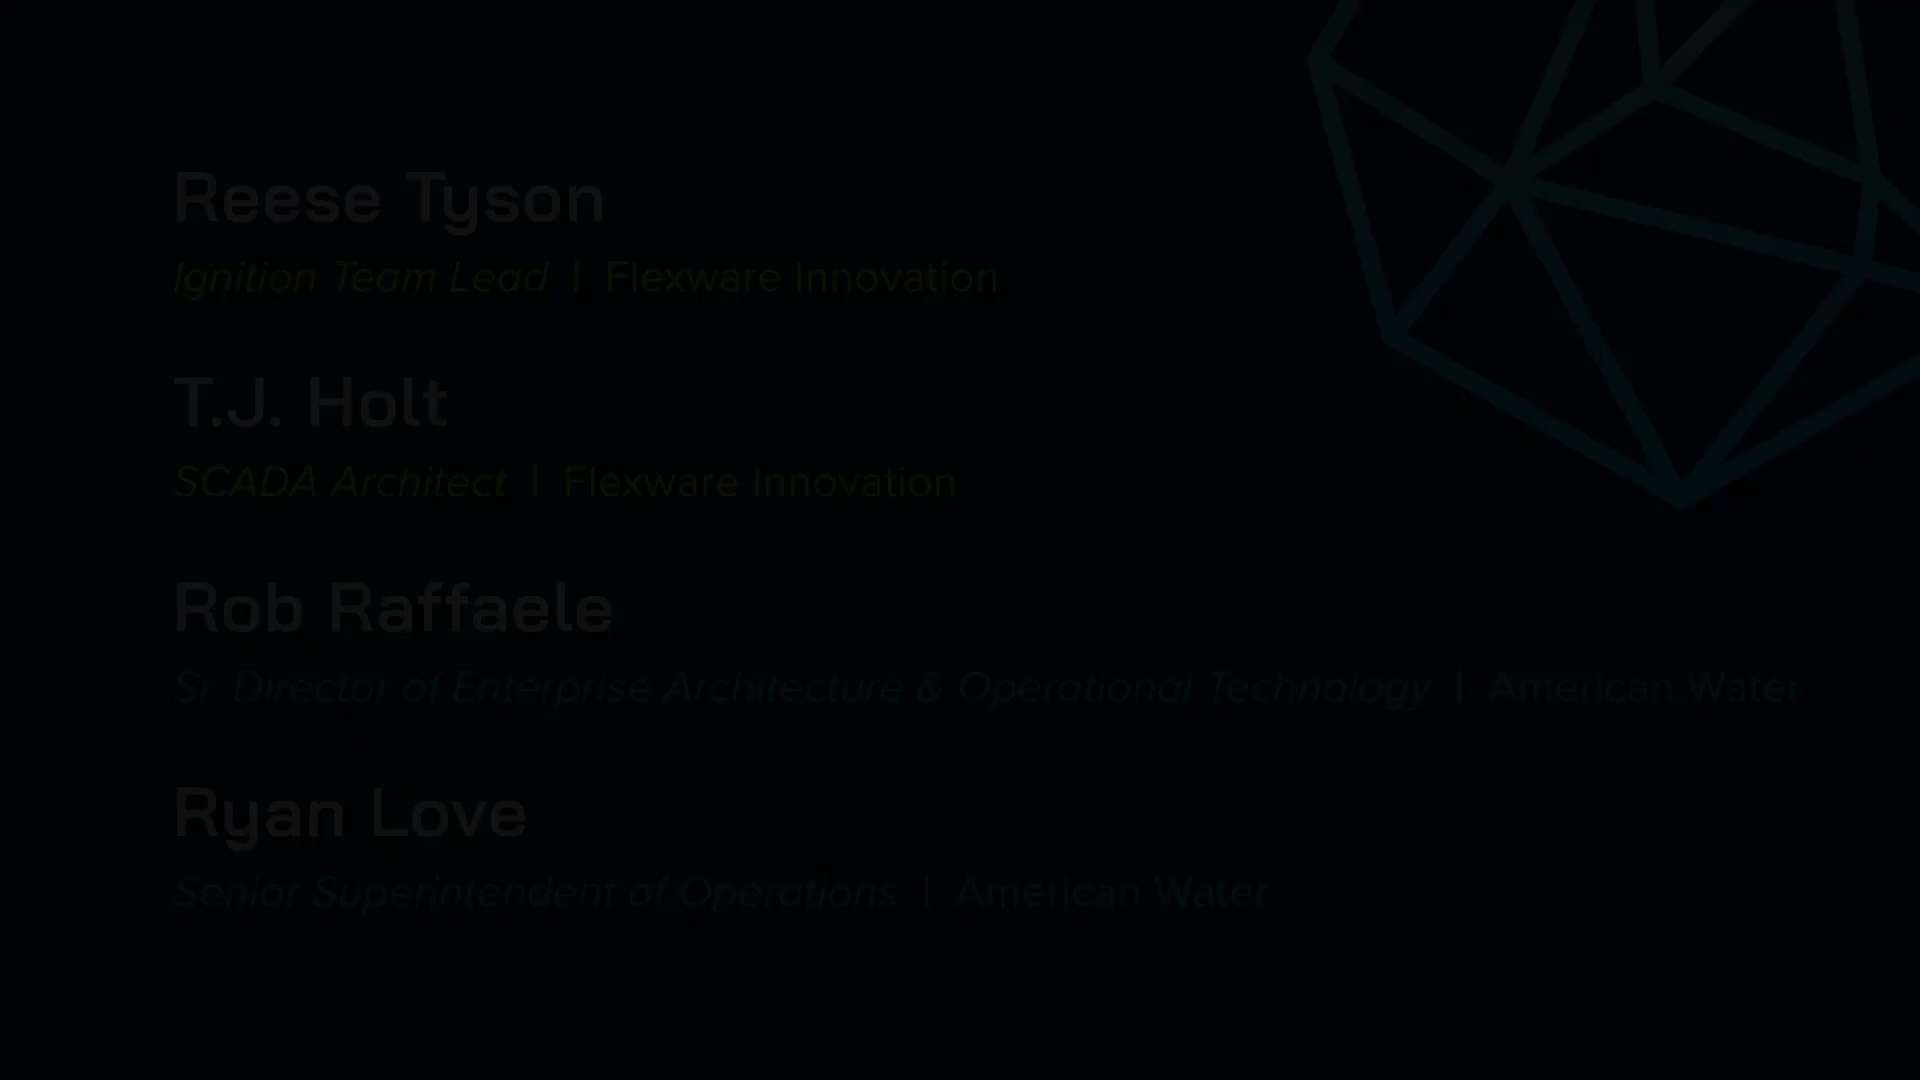 Reese Tyson
Ignition Team Lead | Flexware Innovation
T.J. Holt
SCADA Architect | Flexware Innovation
Rob Raffaele
Sr. Director of Enterprise Architecture & Operational Technology | American Water
Ryan Love
Senior Superintendent of Operations | American Water